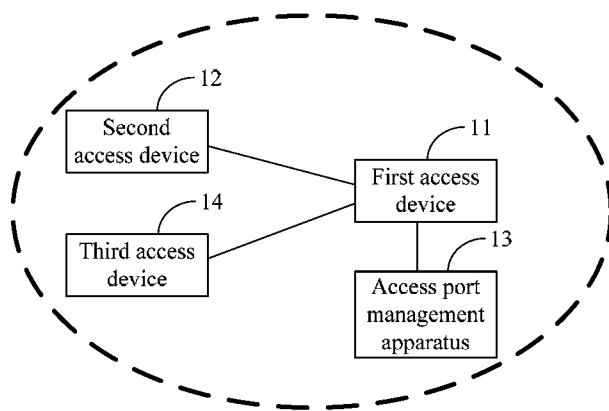 12
Second
access device
11
First access
device
14
Third access
device
13
Access port
management
apparatus